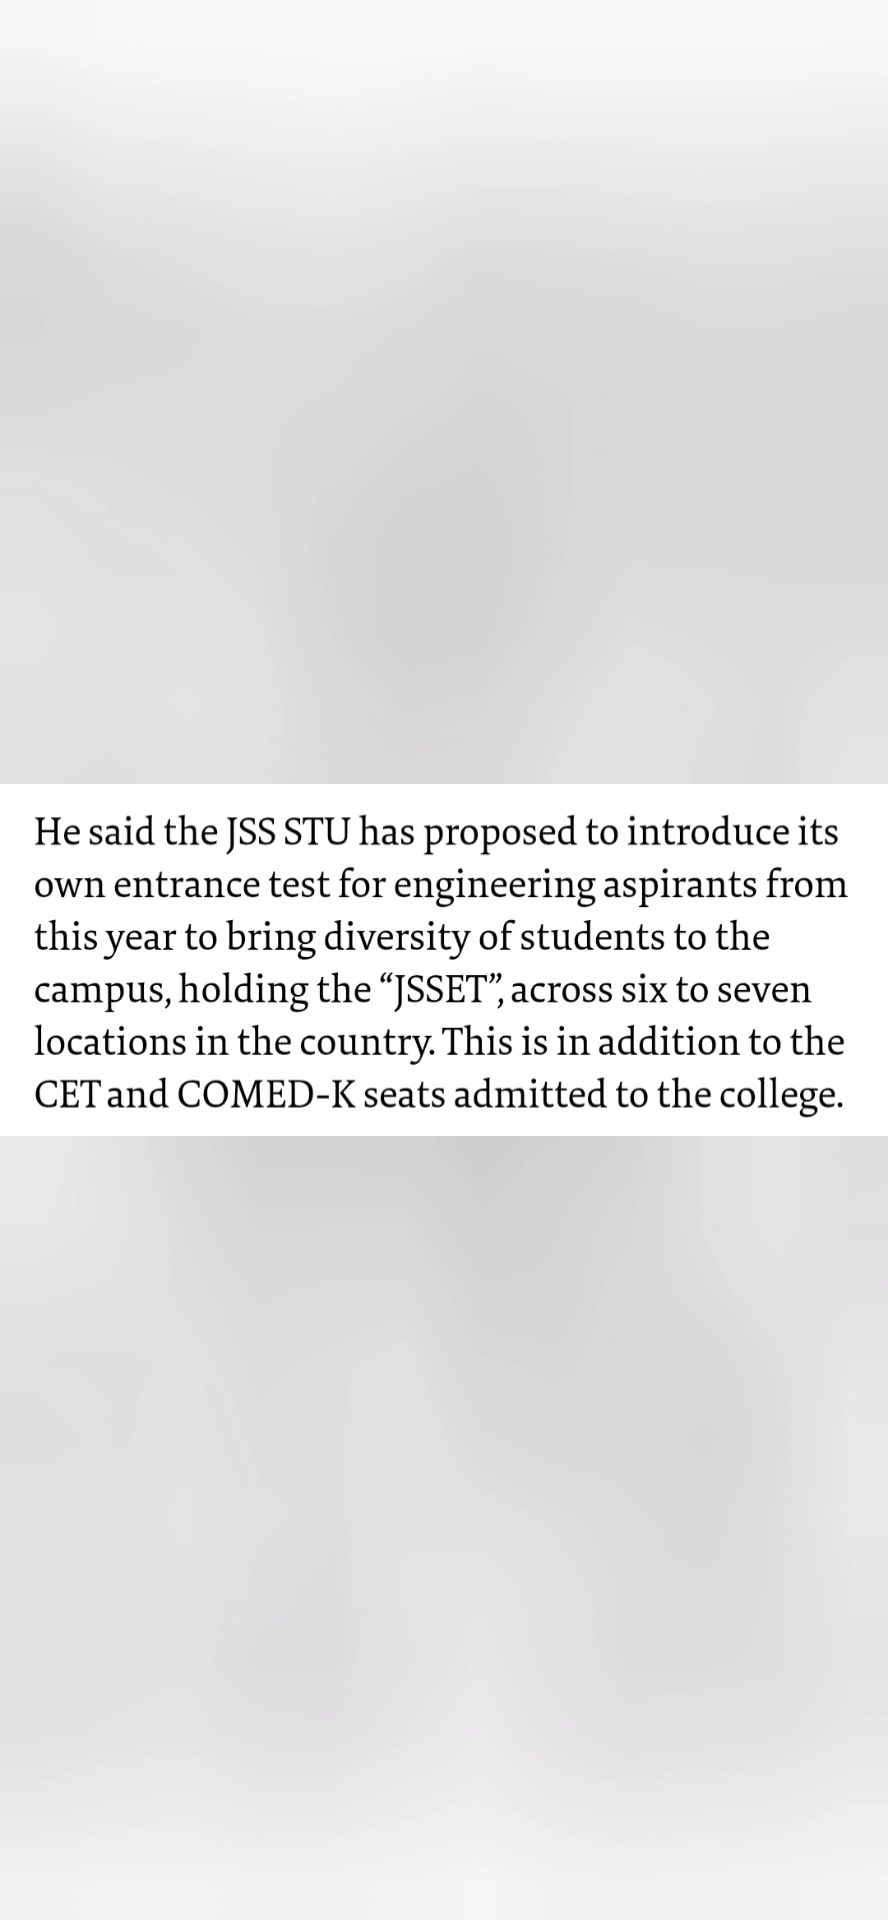 He said the JSS STU has proposed to introduce its
own entrance test for engineering aspirants from
this year to bring diversity of students to the
campus, holding the “JSSET”, across six to seven
locations in the country. This is in addition to the
CET and COMED-K seats admitted to the college.